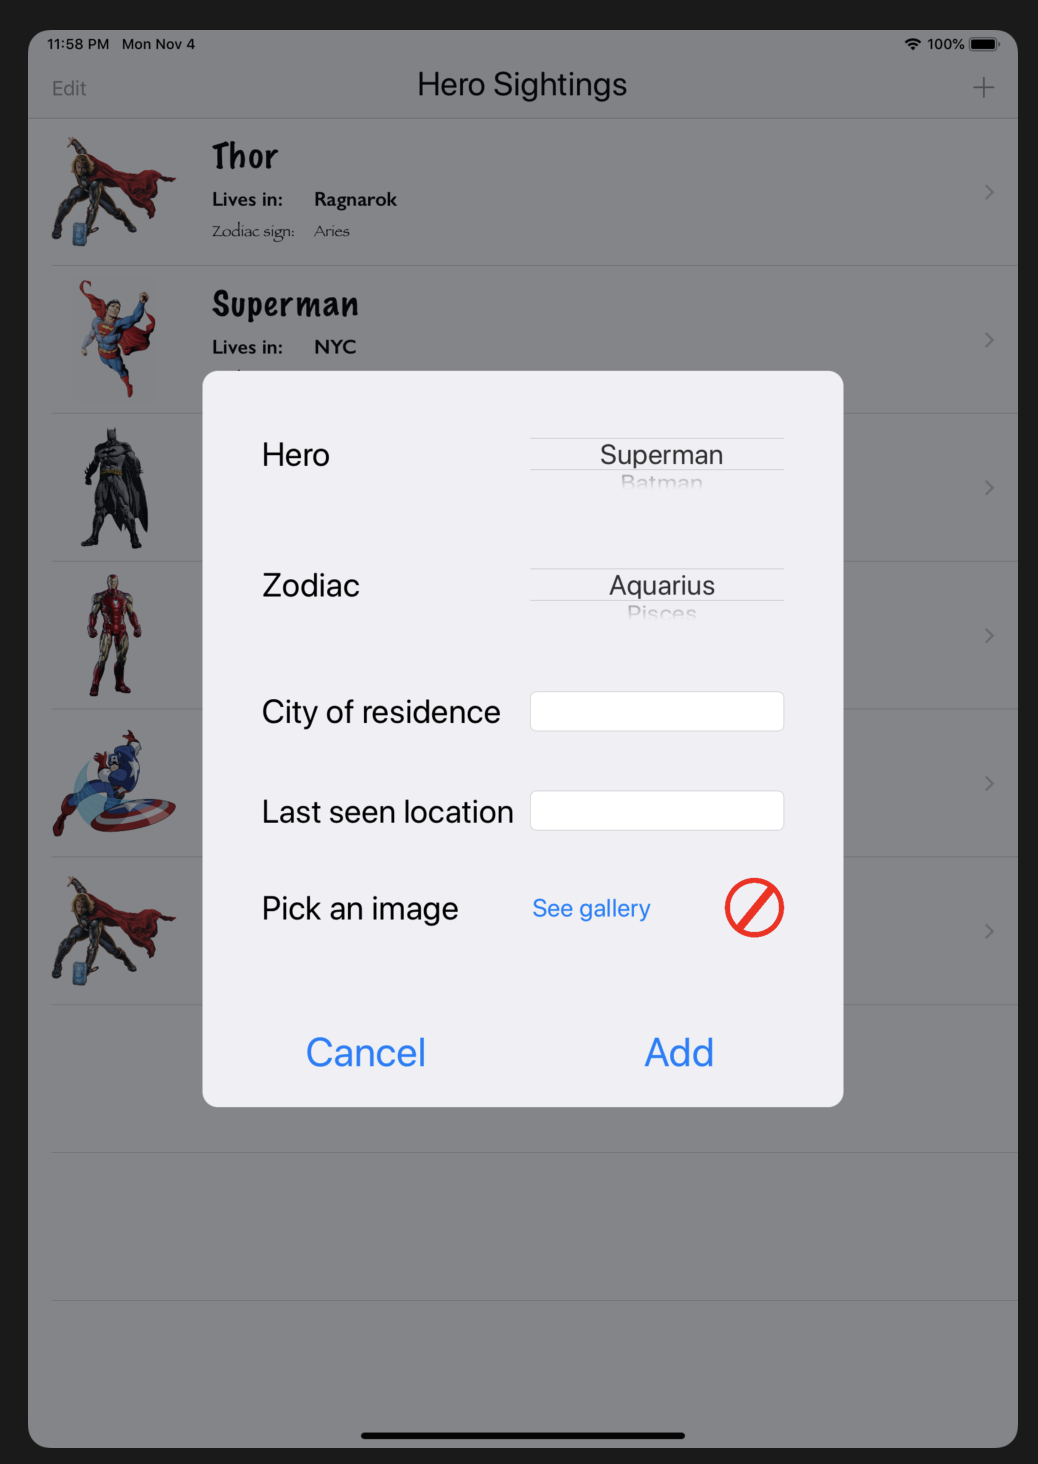 11:58 PM Mon Nov 4 100%
Edit Hero Sightings
Thor
Lives in: Ragnarok
Zodiac sign: Aries
Superman
Lives in: NYC
Hero Superman
Batman
Zodiac Aquarius
Pisces
City of residence
Last seen location
Pick an image See gallery
Cancel Add